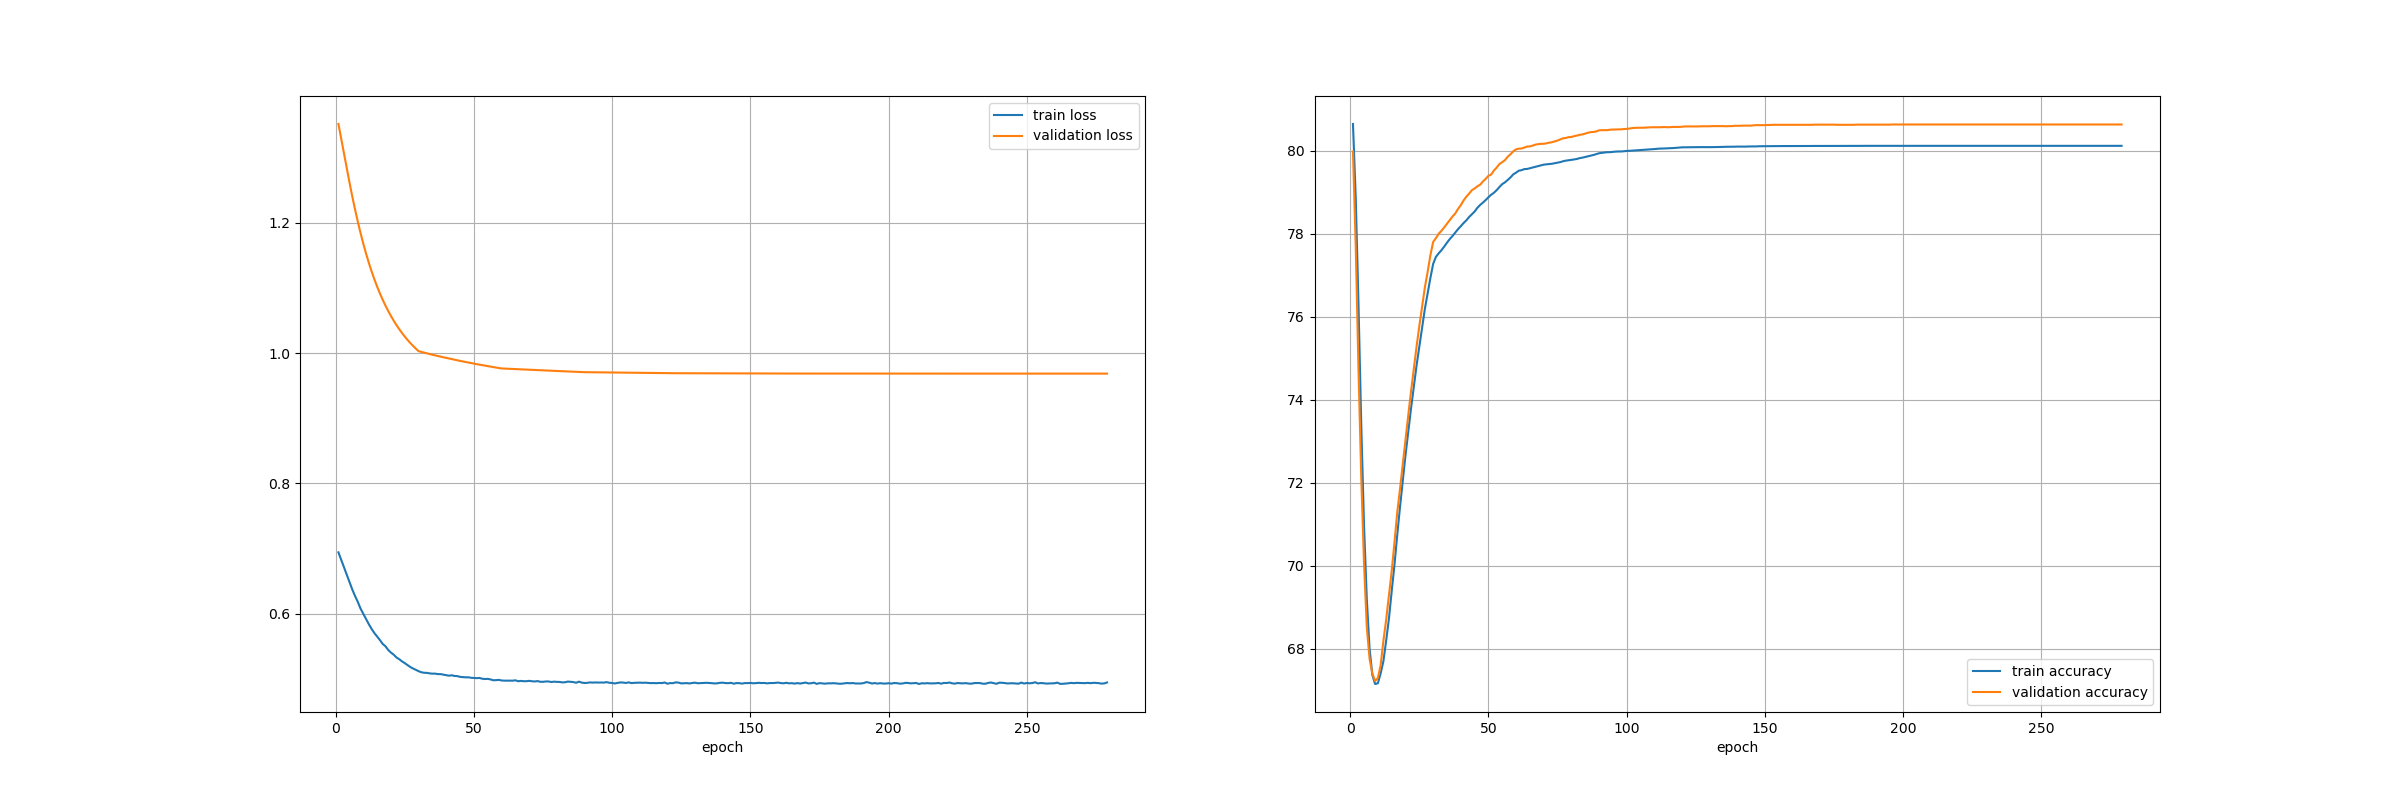 train loss
validation loss
1.2
1.0
0.8
0.6
0 50 100 150 200 250
epoch
80
78
76
74
72
70
68
train accuracy
validation accuracy
0 50 100 150 200 250
epoch